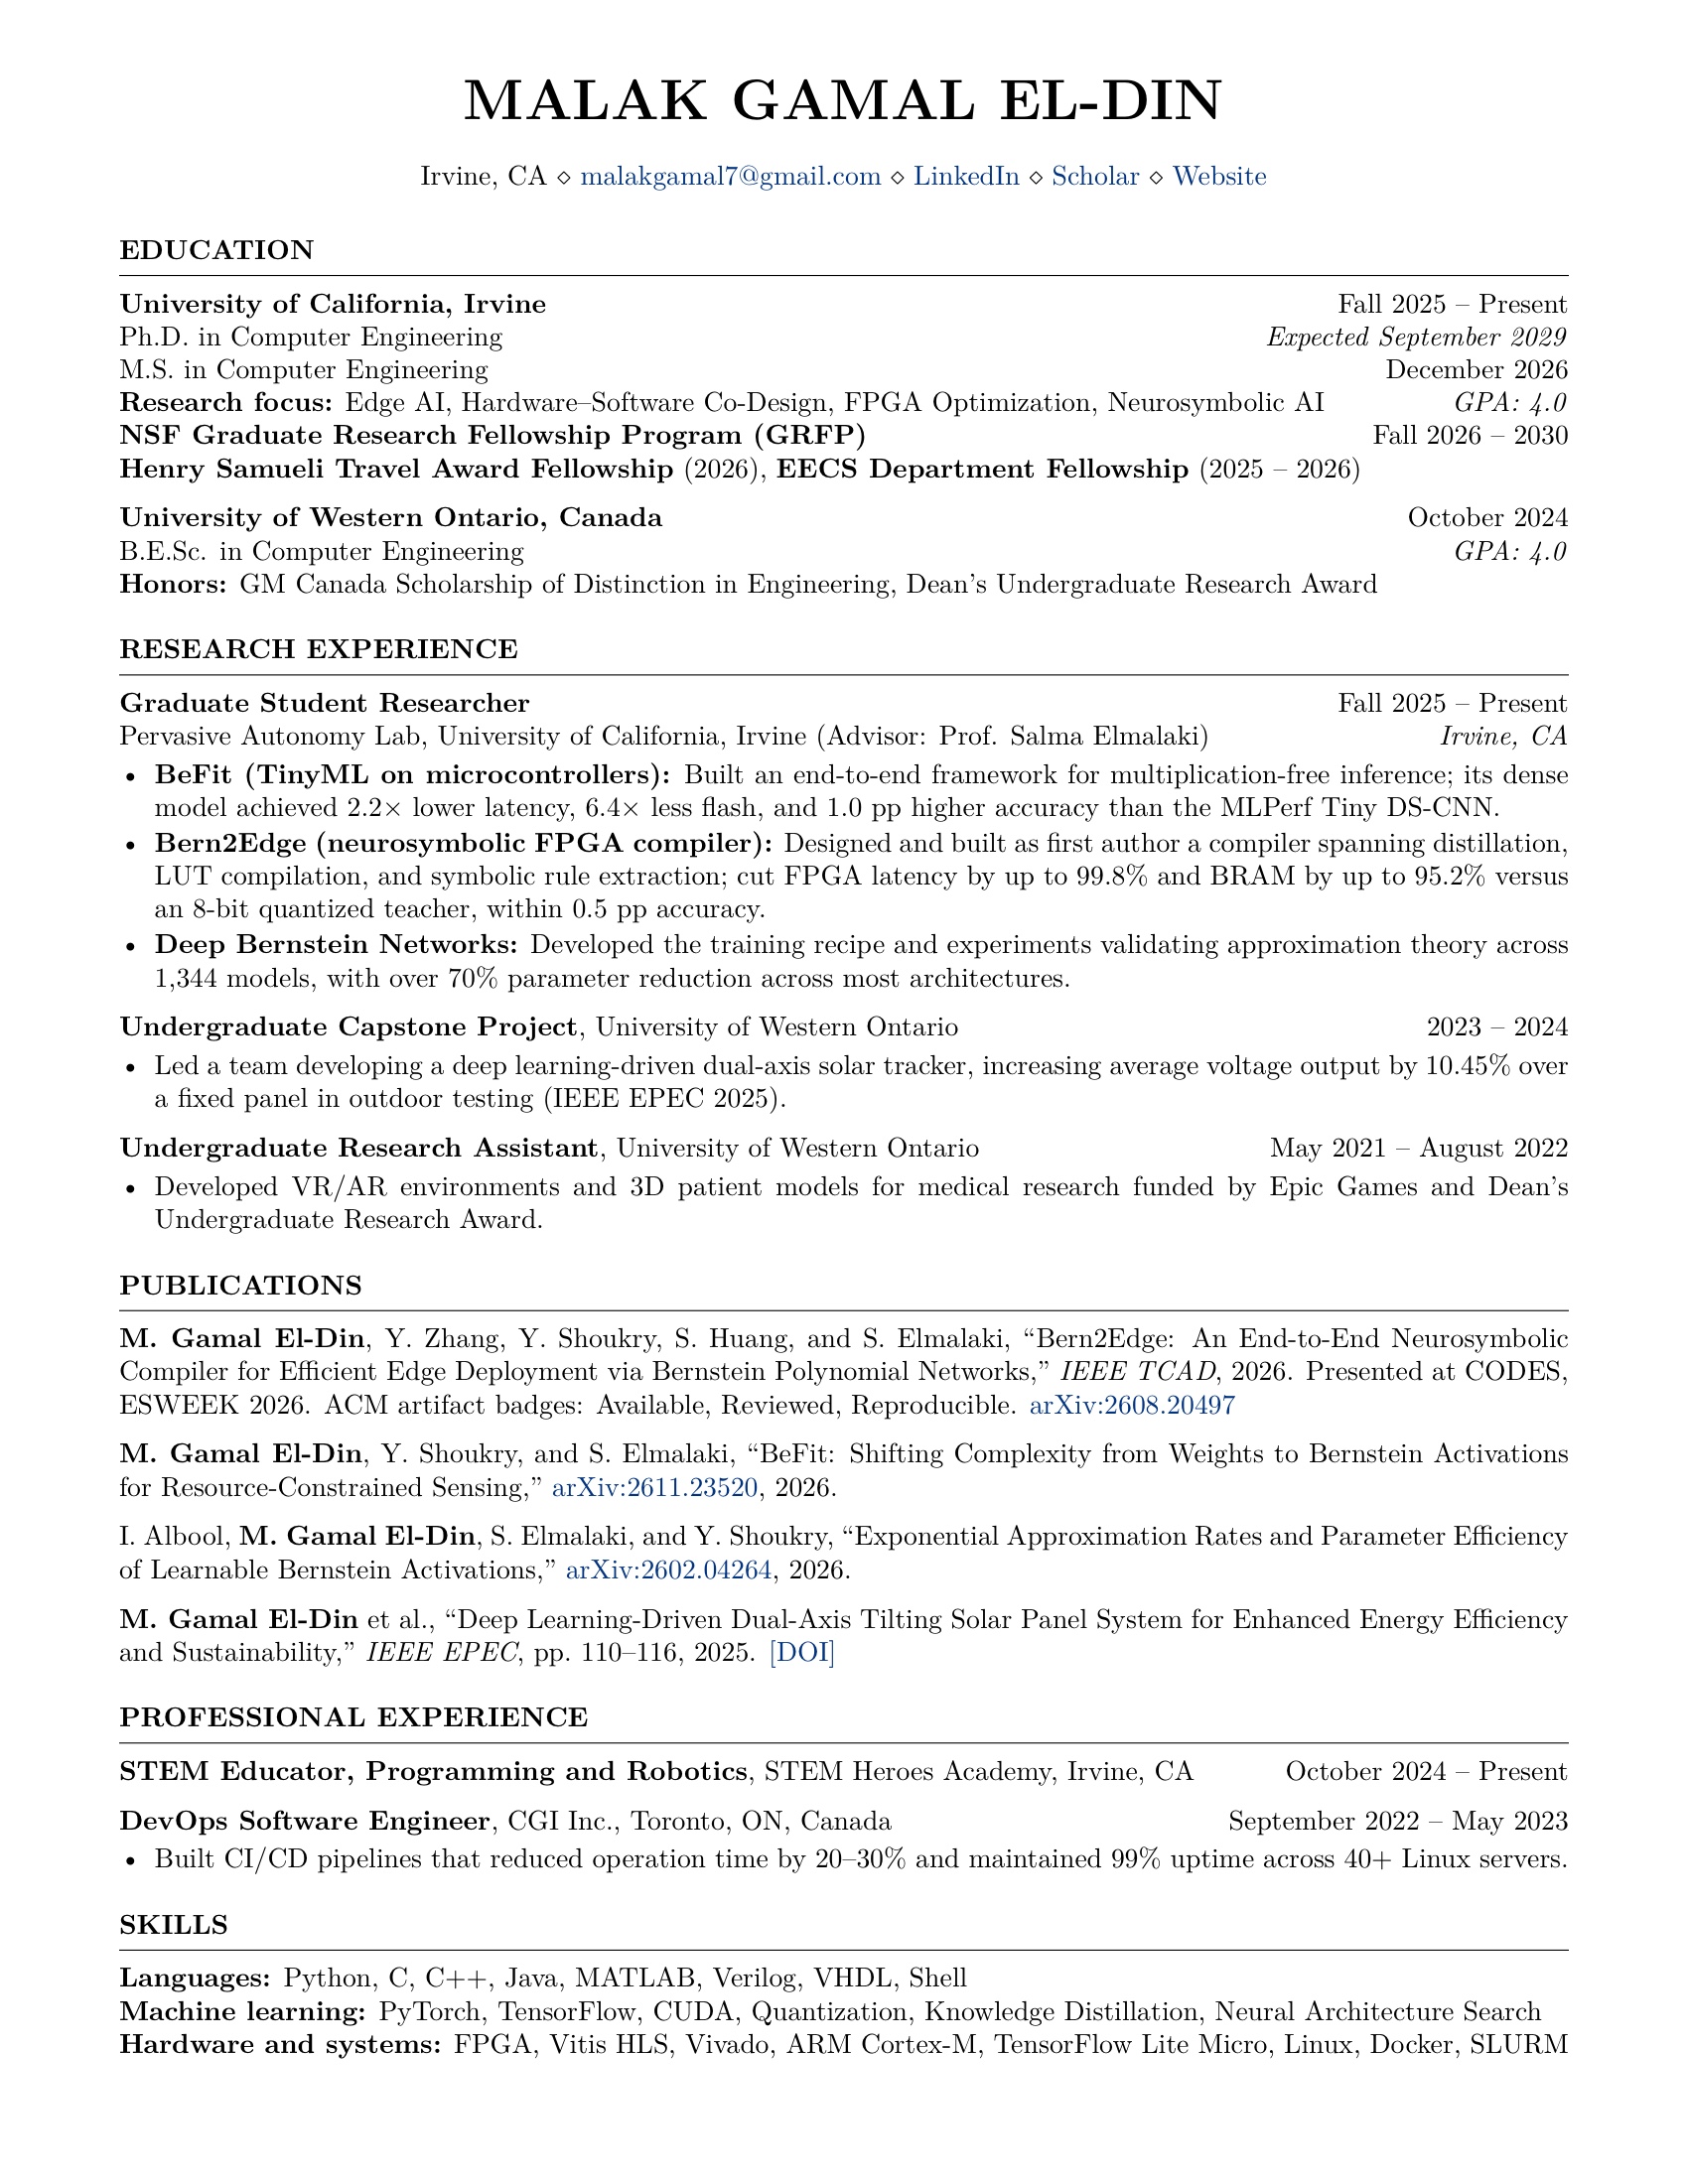 MALAK GAMAL EL-DIN
Irvine, CA ⋄ malakgamal7@gmail.com ⋄ LinkedIn ⋄ Scholar ⋄ Website
EDUCATION
University of California, Irvine Fall 2025 – Present
Ph.D. in Computer Engineering Expected September 2029
M.S. in Computer Engineering December 2026
Research focus: Edge AI, Hardware–Software Co-Design, FPGA Optimization, Neurosymbolic AI GPA: 4.0
NSF Graduate Research Fellowship Program (GRFP) Fall 2026 – 2030
Henry Samueli Travel Award Fellowship (2026), EECS Department Fellowship (2025 – 2026)
University of Western Ontario, Canada October 2024
B.E.Sc. in Computer Engineering GPA: 4.0
Honors: GM Canada Scholarship of Distinction in Engineering, Dean's Undergraduate Research Award
RESEARCH EXPERIENCE
Graduate Student Researcher Fall 2025 – Present
Pervasive Autonomy Lab, University of California, Irvine (Advisor: Prof. Salma Elmalaki) Irvine, CA
• BeFit (TinyML on microcontrollers): Built an end-to-end framework for multiplication-free inference; its dense
model achieved 2.2× lower latency, 6.4× less flash, and 1.0 pp higher accuracy than the MLPerf Tiny DS-CNN.
• Bern2Edge (neurosymbolic FPGA compiler): Designed and built as first author a compiler spanning distillation,
LUT compilation, and symbolic rule extraction; cut FPGA latency by up to 99.8% and BRAM by up to 95.2% versus
an 8-bit quantized teacher, within 0.5 pp accuracy.
• Deep Bernstein Networks: Developed the training recipe and experiments validating approximation theory across
1,344 models, with over 70% parameter reduction across most architectures.
Undergraduate Capstone Project, University of Western Ontario 2023 – 2024
• Led a team developing a deep learning-driven dual-axis solar tracker, increasing average voltage output by 10.45% over
a fixed panel in outdoor testing (IEEE EPEC 2025).
Undergraduate Research Assistant, University of Western Ontario May 2021 – August 2022
• Developed VR/AR environments and 3D patient models for medical research funded by Epic Games and Dean's
Undergraduate Research Award.
PUBLICATIONS
M. Gamal El-Din, Y. Zhang, Y. Shoukry, S. Huang, and S. Elmalaki, “Bern2Edge: An End-to-End Neurosymbolic
Compiler for Efficient Edge Deployment via Bernstein Polynomial Networks,” IEEE TCAD, 2026. Presented at CODES,
ESWEEK 2026. ACM artifact badges: Available, Reviewed, Reproducible. arXiv:2608.20497
M. Gamal El-Din, Y. Shoukry, and S. Elmalaki, “BeFit: Shifting Complexity from Weights to Bernstein Activations
for Resource-Constrained Sensing,” arXiv:2611.23520, 2026.
I. Albool, M. Gamal El-Din, S. Elmalaki, and Y. Shoukry, “Exponential Approximation Rates and Parameter Efficiency
of Learnable Bernstein Activations,” arXiv:2602.04264, 2026.
M. Gamal El-Din et al., “Deep Learning-Driven Dual-Axis Tilting Solar Panel System for Enhanced Energy Efficiency
and Sustainability,” IEEE EPEC, pp. 110–116, 2025. [DOI]
PROFESSIONAL EXPERIENCE
STEM Educator, Programming and Robotics, STEM Heroes Academy, Irvine, CA October 2024 – Present
DevOps Software Engineer, CGI Inc., Toronto, ON, Canada September 2022 – May 2023
• Built CI/CD pipelines that reduced operation time by 20–30% and maintained 99% uptime across 40+ Linux servers.
SKILLS
Languages: Python, C, C++, Java, MATLAB, Verilog, VHDL, Shell
Machine learning: PyTorch, TensorFlow, CUDA, Quantization, Knowledge Distillation, Neural Architecture Search
Hardware and systems: FPGA, Vitis HLS, Vivado, ARM Cortex-M, TensorFlow Lite Micro, Linux, Docker, SLURM